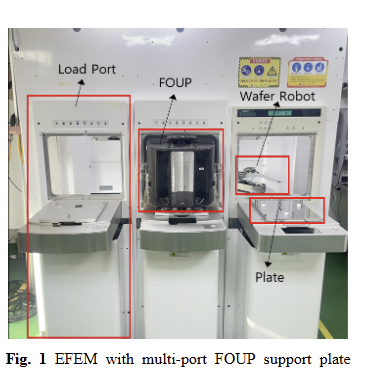 Load Port
FOUP
Wafer Robot
Plate
Fig. 1 EFEM with multi-port FOUP support plate